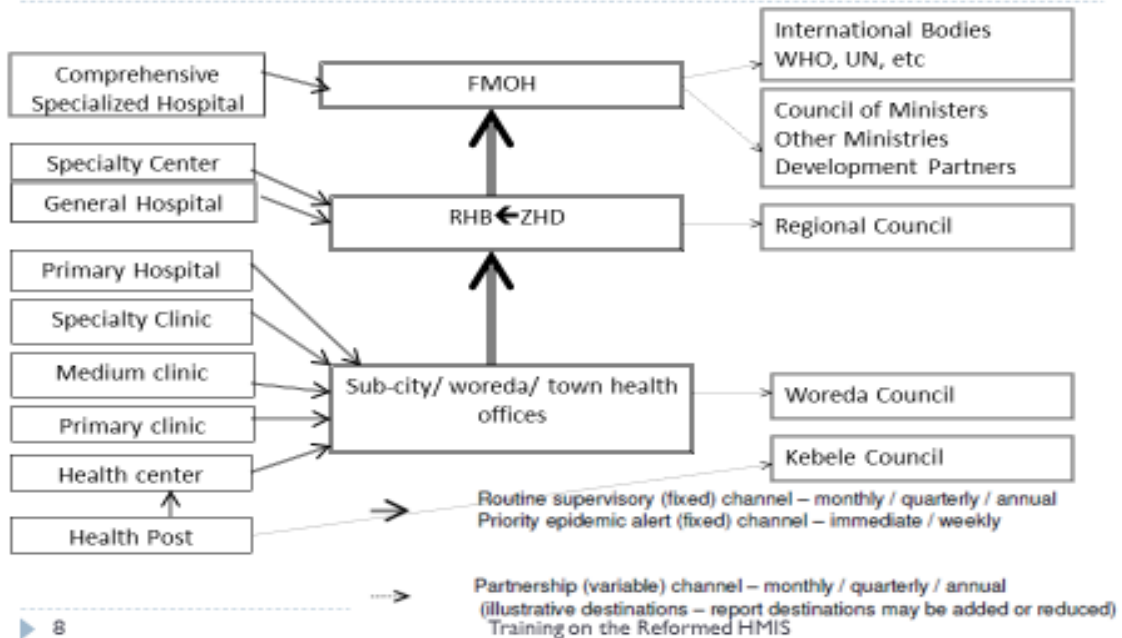 Comprehensive
Specialized Hospital
Specialty Center
General Hospital
Primary Hospital
Specialty Clinic
Medium clinic
Primary clinic
Health center
Health Post
FMOH
RHB🡰ZHD
Sub-city/ woreda/ town health
offices
International Bodies
WHO, UN, etc
Council of Ministers
Other Ministries
Development Partners
Regional Council
Woreda Council
Kebele Council
Routine supervisory (fixed) channel – monthly / quarterly / annual
Priority epidemic alert (fixed) channel – immediate / weekly
Partnership (variable) channel – monthly / quarterly / annual
(illustrative destinations – report destinations may be added or reduced)
8
Training on the Reformed HMIS